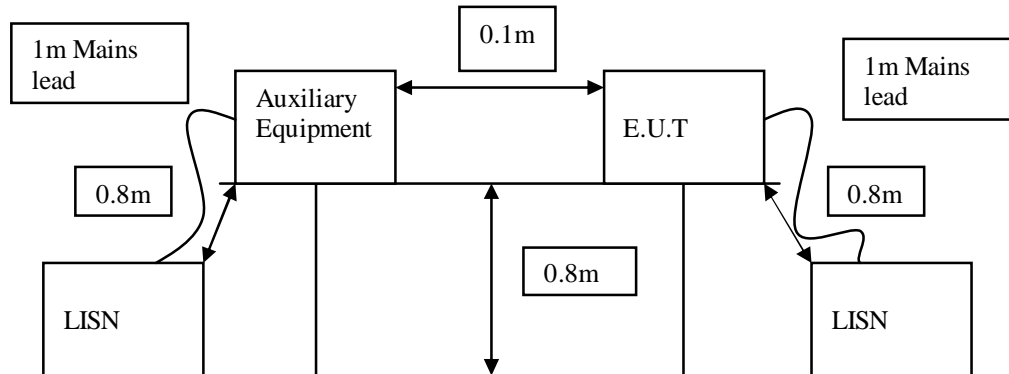 1m Mains
lead
0.1m
1m Mains
lead
Auxiliary
Equipment
E.U.T
0.8m
0.8m
0.8m
LISN
LISN